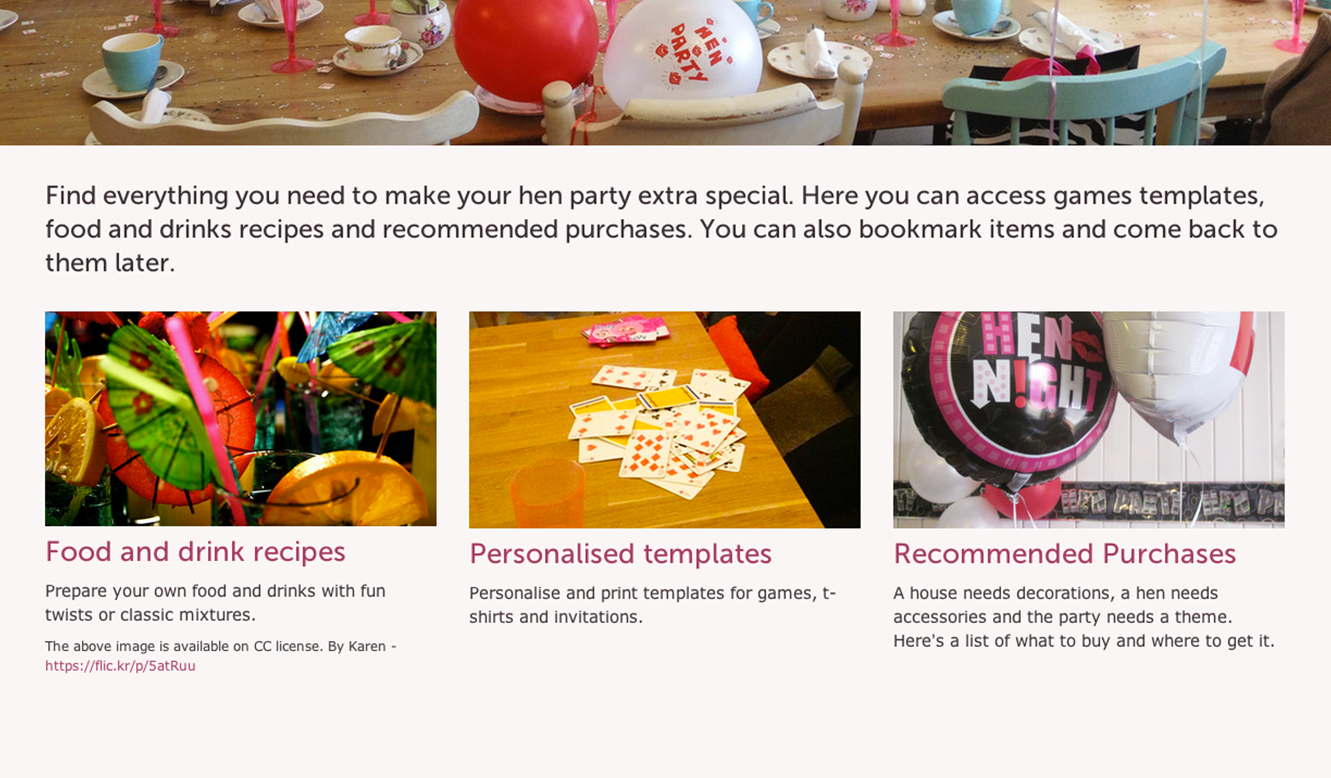 HEN
PARTY
Find everything you need to make your hen party extra special. Here you can access games templates,
food and drinks recipes and recommended purchases. You can also bookmark items and come back to
them later.
HEN
N!GHT
HEN PARTY
Food and drink recipes
Prepare your own food and drinks with fun
twists or classic mixtures.
The above image is available on CC license. By Karen -
https://flic.kr/p/5atRuu
Personalised templates
Personalise and print templates for games, t-
shirts and invitations.
Recommended Purchases
A house needs decorations, a hen needs
accessories and the party needs a theme.
Here's a list of what to buy and where to get it.